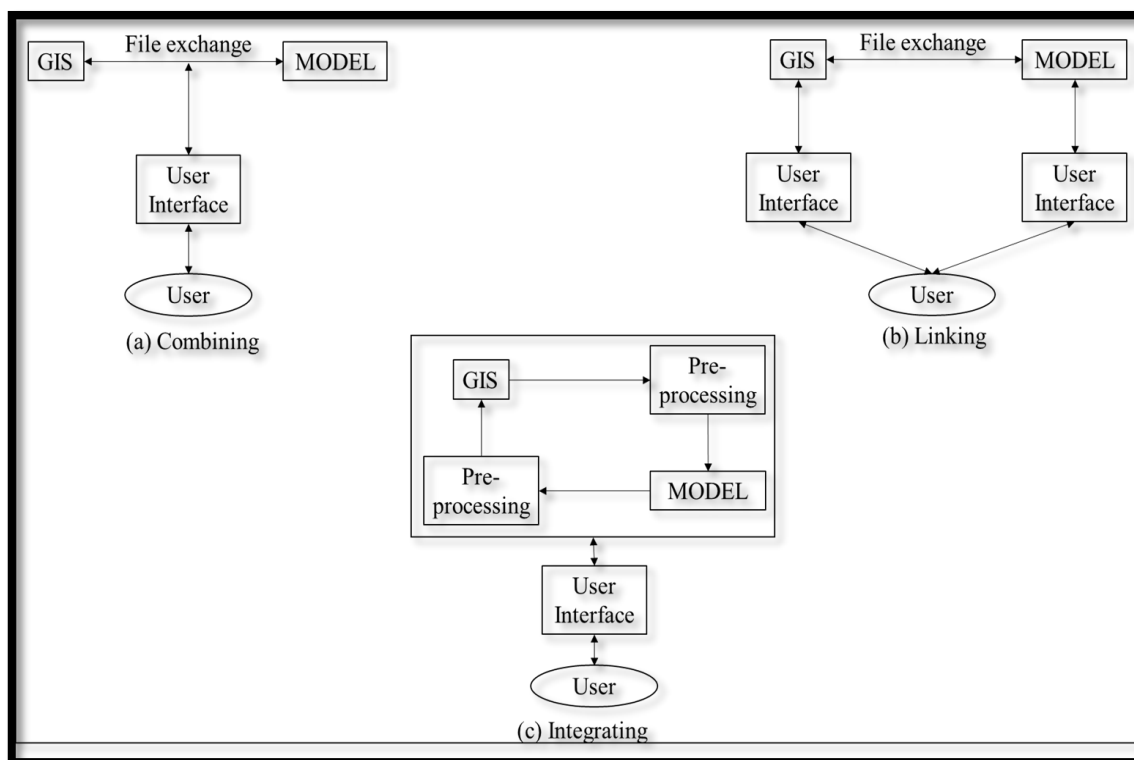 File exchange
GIS
MODEL
User
Interface
User
(a) Combining
File exchange
GIS
MODEL
User
Interface
User
Interface
User
(b) Linking
GIS
Pre-
processing
Pre-
processing
MODEL
User
Interface
User
(c) Integrating